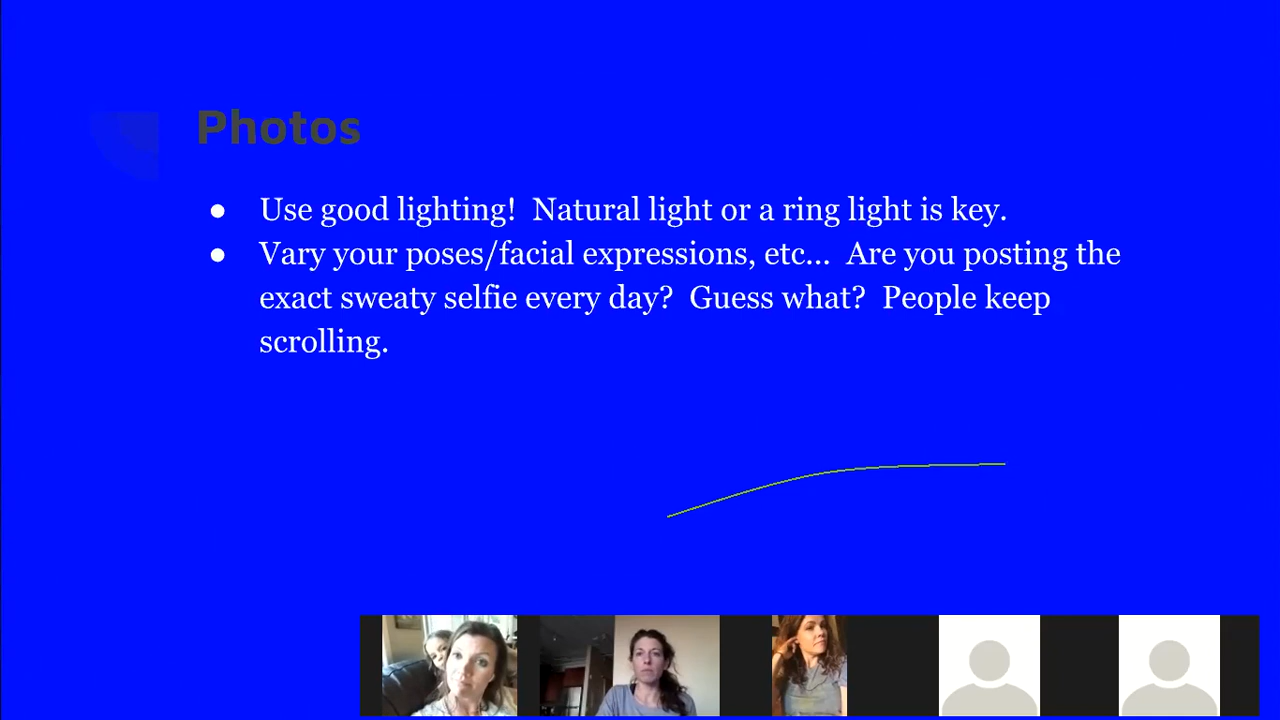 Photos
● Use good lighting!  Natural light or a ring light is key.
● Vary your poses/facial expressions, etc...  Are you posting the
exact sweaty selfie every day?  Guess what?  People keep
scrolling.